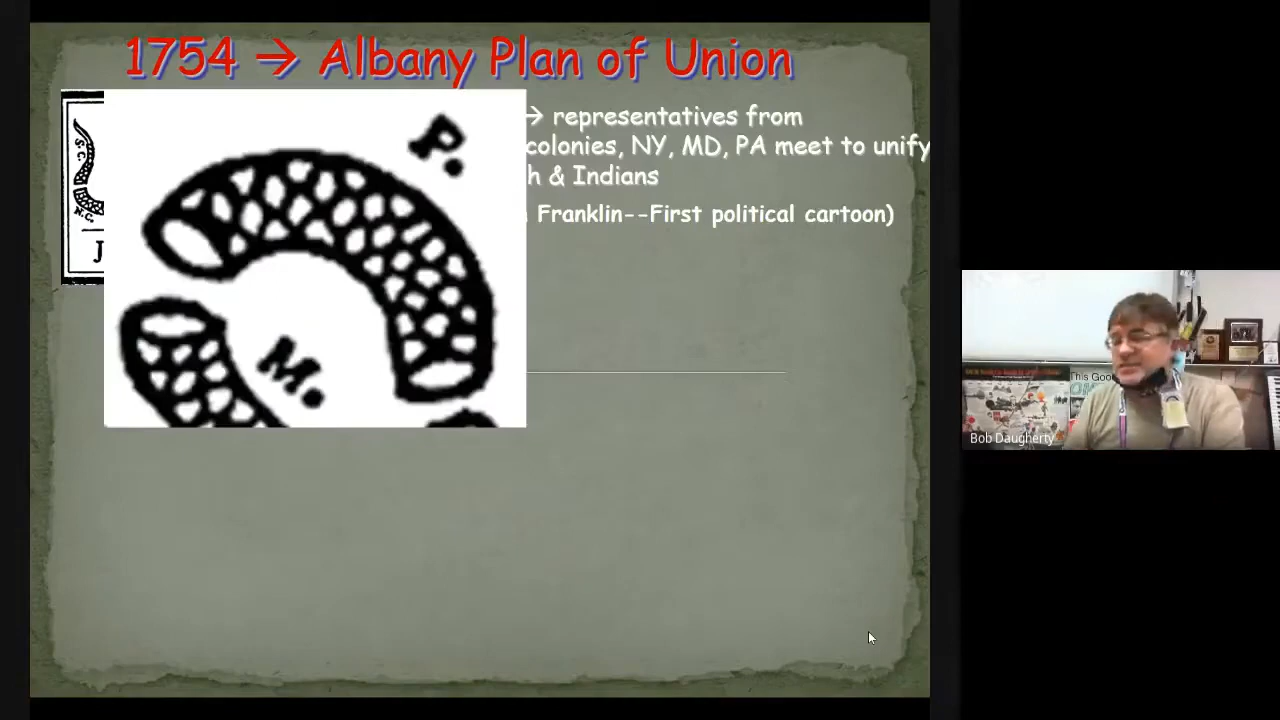 1754 → Albany Plan of Union
→ representatives from
colonies, NY, MD, PA meet to unify
h & Indians
Franklin--First political cartoon)
S.C.
N.C.
J
P.
M.
This Goo
Bob Daugherty